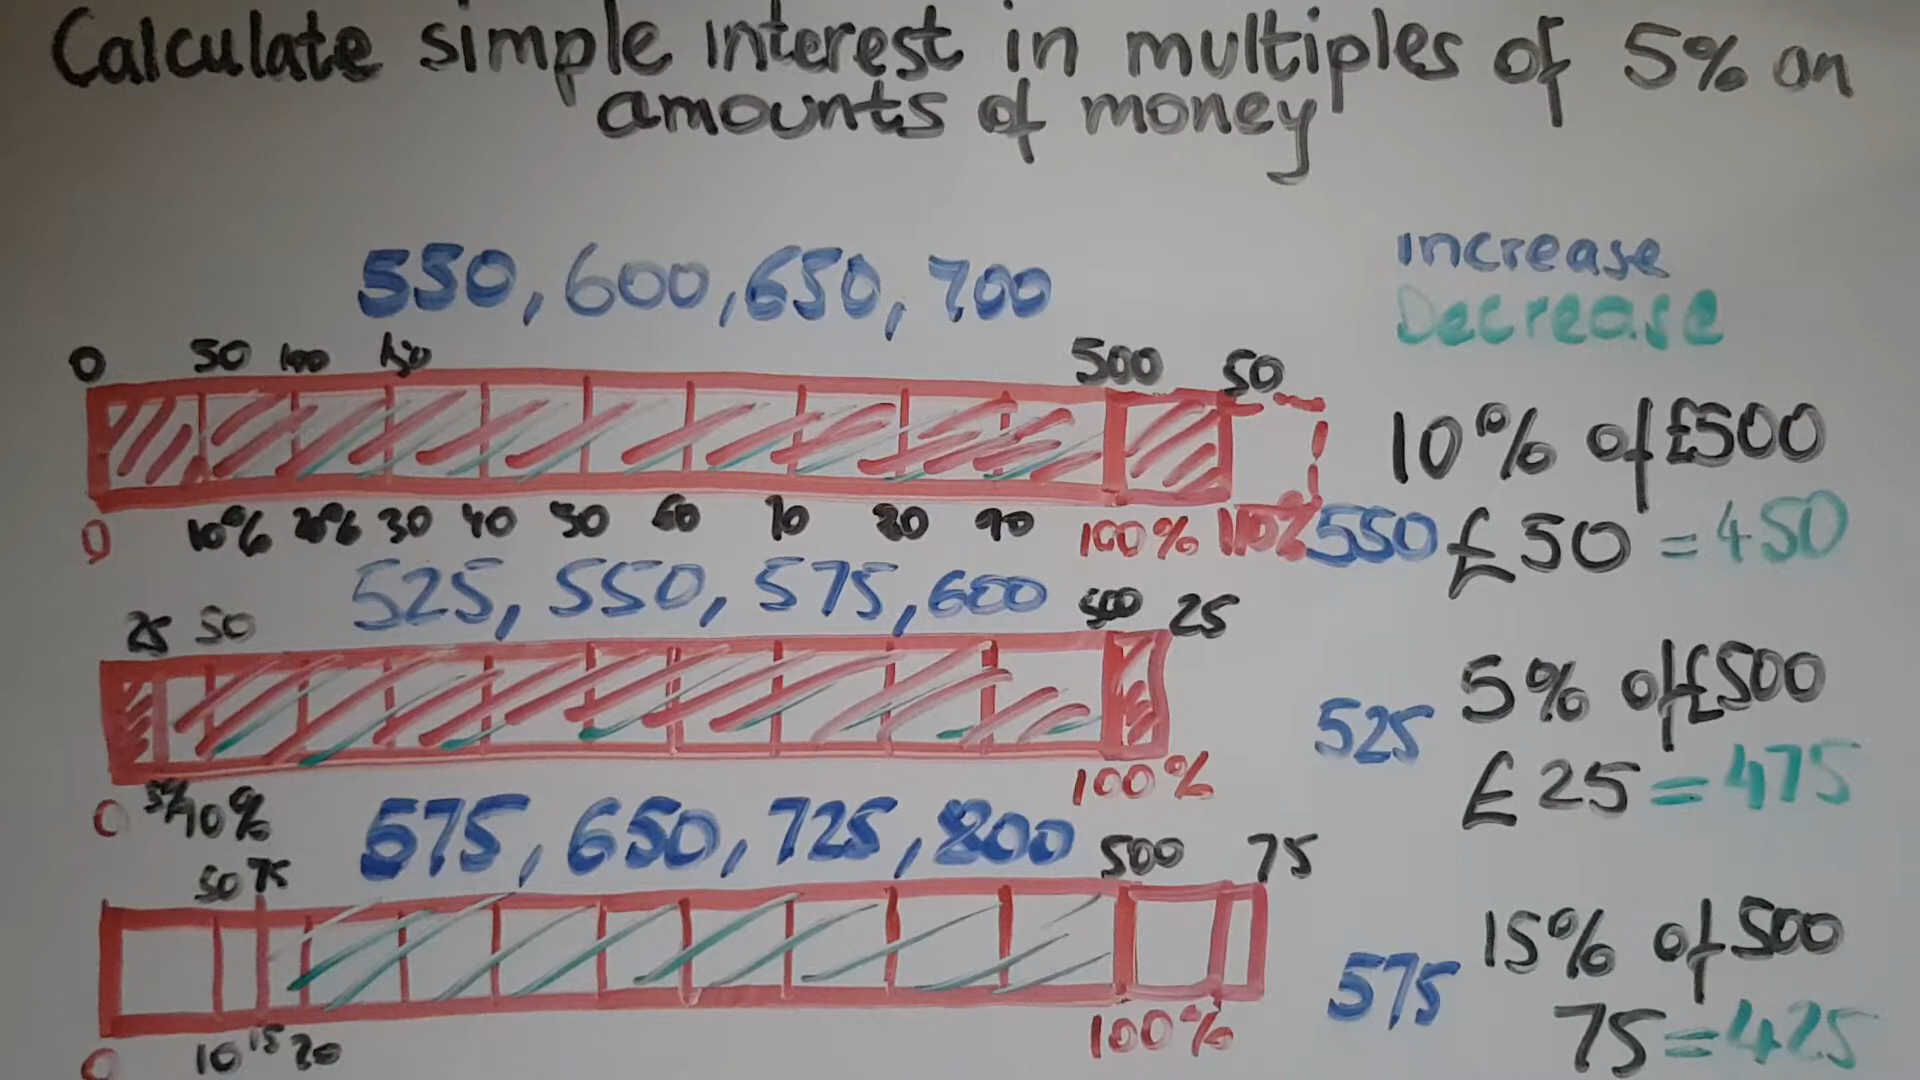 Calculate simple interest in multiples of 5% on
amounts of money
Increase
Decrease
550, 600, 650, 700
0 50 100 150 500 50
0 10% 20% 30 40 50 60 70 80 90 100% 110% 550
10% of £500
£50 = 450
525, 550, 575, 600
25 50 500 25
0 5% 10% 100%
525
5% of £500
£25 = 475
575, 650, 725, 800
50 75 500 75
0 10 15 20 100%
575
15% of 500
75 = 425